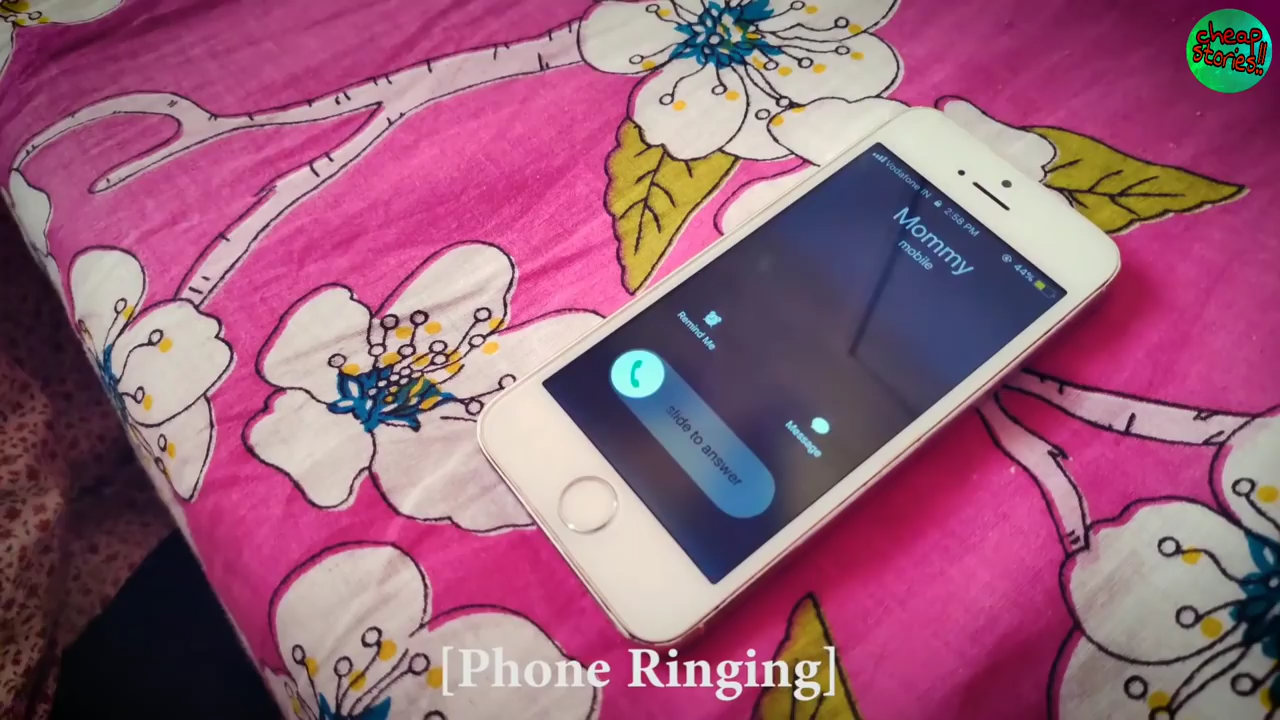 cheap
stories!!
Vodafone IN 2:58 PM 44%
Mommy
mobile
Remind Me
Message
slide to answer
[Phone Ringing]